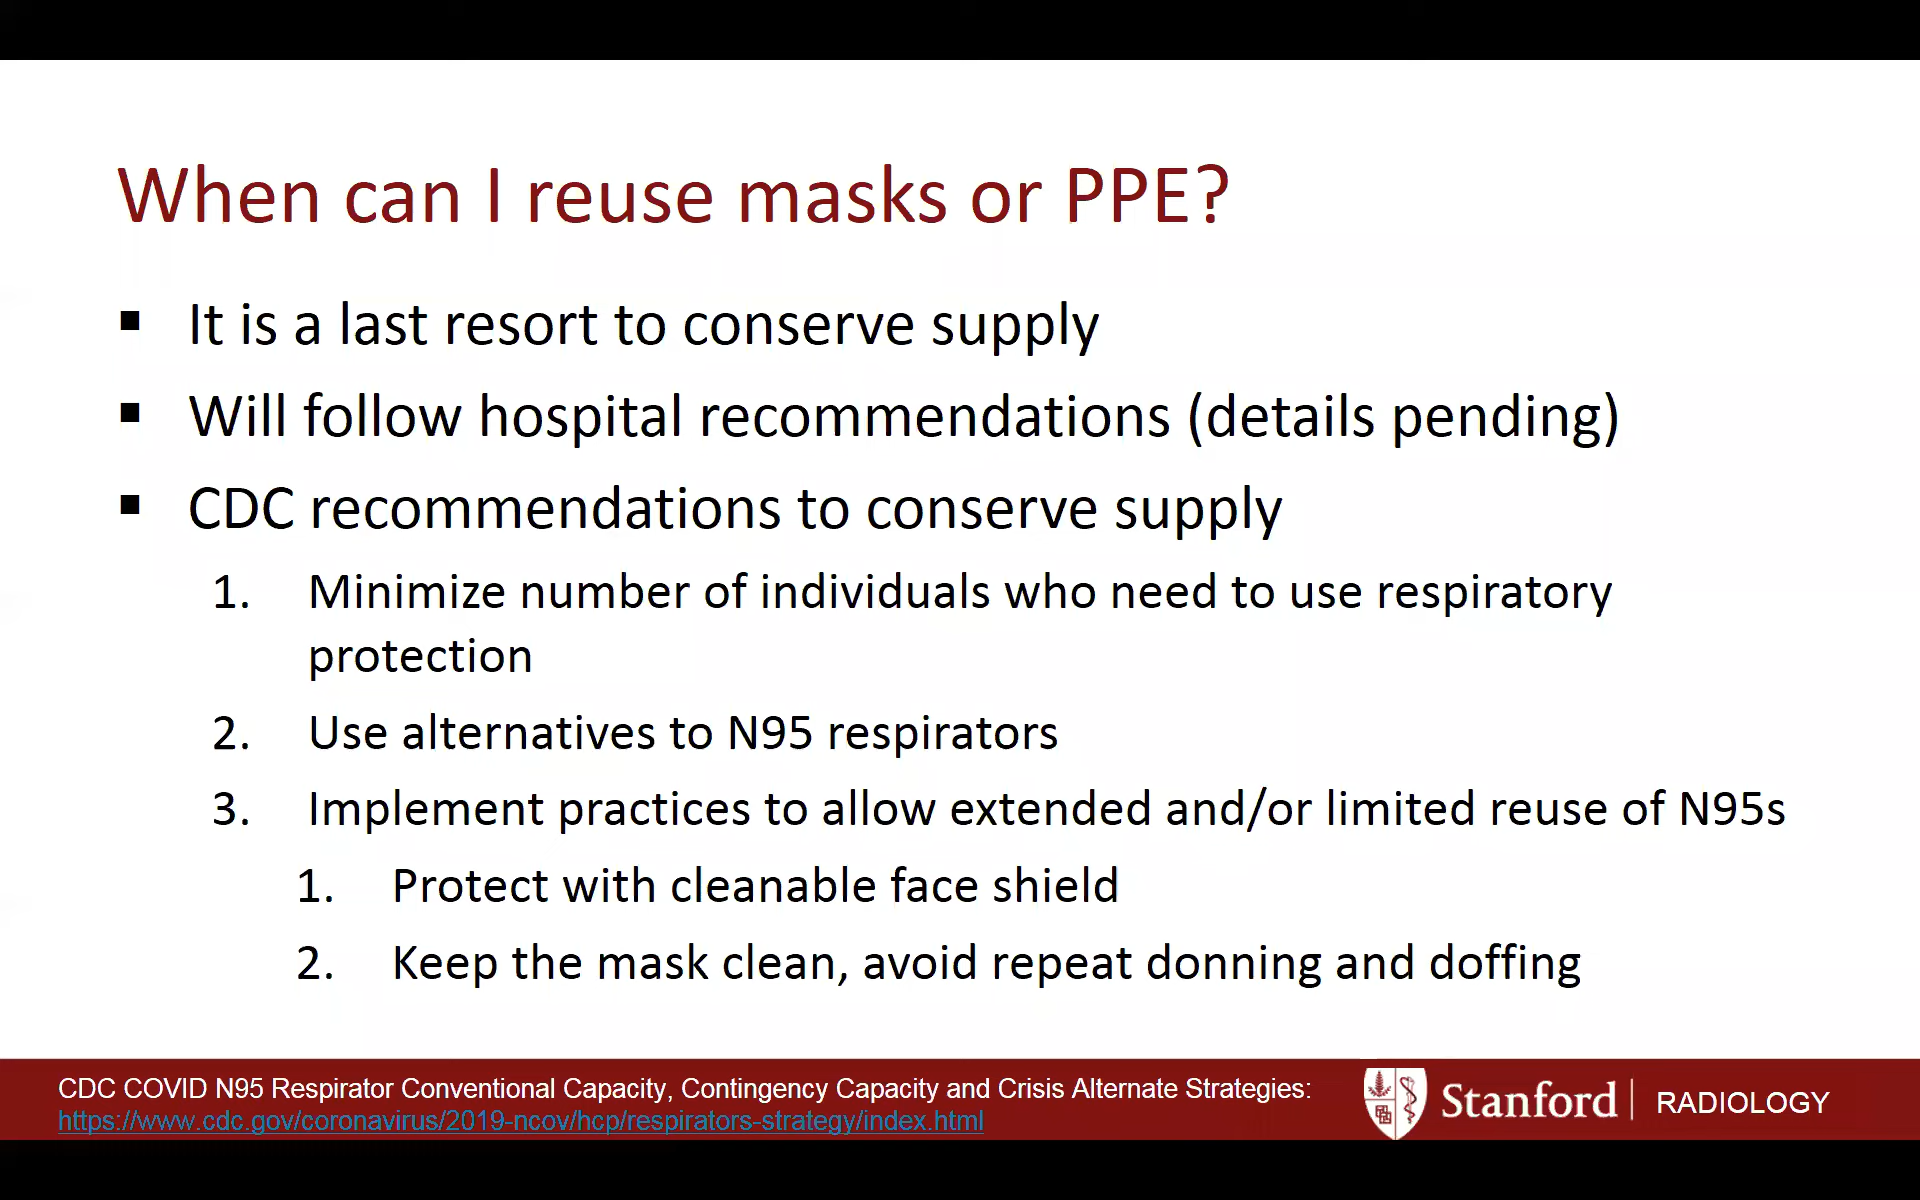 When can I reuse masks or PPE?
▪ It is a last resort to conserve supply
▪ Will follow hospital recommendations (details pending)
▪ CDC recommendations to conserve supply
1. Minimize number of individuals who need to use respiratory
protection
2. Use alternatives to N95 respirators
3. Implement practices to allow extended and/or limited reuse of N95s
1. Protect with cleanable face shield
2. Keep the mask clean, avoid repeat donning and doffing
CDC COVID N95 Respirator Conventional Capacity, Contingency Capacity and Crisis Alternate Strategies:
https://www.cdc.gov/coronavirus/2019-ncov/hcp/respirators-strategy/index.html
Stanford | RADIOLOGY